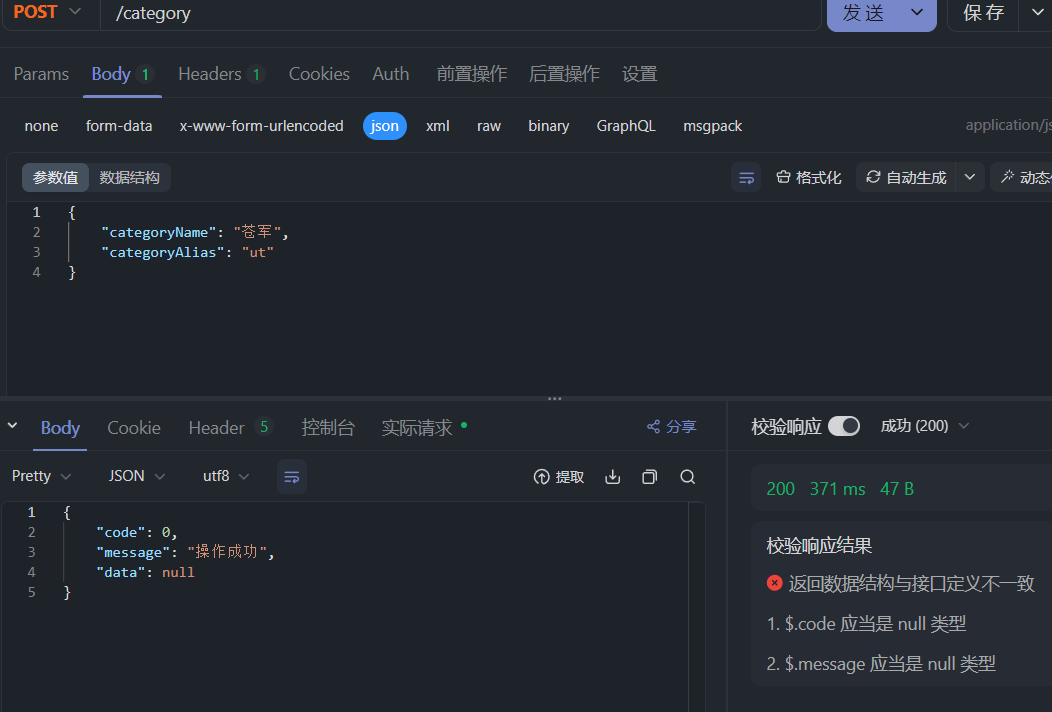 POST /category 发 送 保 存
Params Body 1 Headers 1 Cookies Auth 前置操作 后置操作 设置
none form-data x-www-form-urlencoded json xml raw binary GraphQL msgpack application/js
参数值 数据结构 格式化 自动生成 动态
1 {
2 "categoryName": "苍军",
3 "categoryAlias": "ut"
4 }
Body Cookie Header 5 控制台 实际请求 分享
Pretty JSON utf8 提取
1 {
2 "code": 0,
3 "message": "操作成功",
4 "data": null
5 }
校验响应 成功 (200)
200 371 ms 47 B
校验响应结果
返回数据结构与接口定义不一致
1. $.code 应当是 null 类型
2. $.message 应当是 null 类型